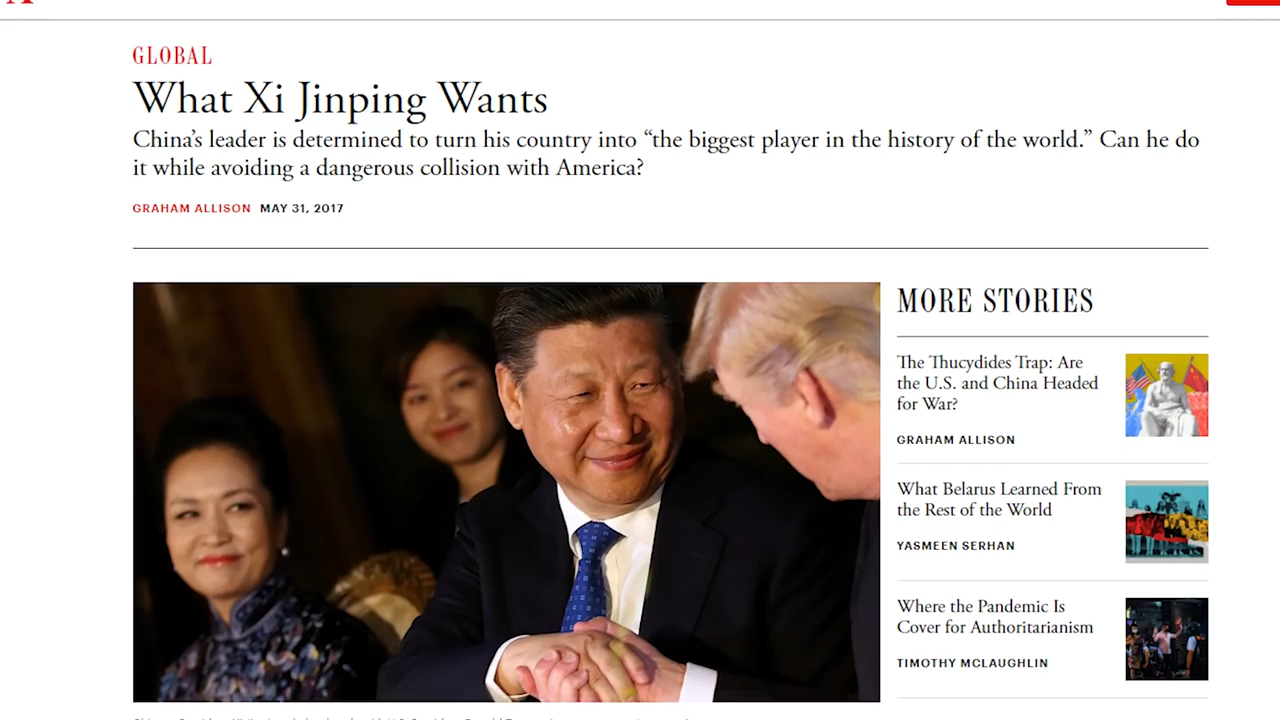 GLOBAL
What Xi Jinping Wants
China’s leader is determined to turn his country into “the biggest player in the history of the world.” Can he do
it while avoiding a dangerous collision with America?
GRAHAM ALLISON MAY 31, 2017
MORE STORIES
The Thucydides Trap: Are
the U.S. and China Headed
for War?
GRAHAM ALLISON
What Belarus Learned From
the Rest of the World
YASMEEN SERHAN
Where the Pandemic Is
Cover for Authoritarianism
TIMOTHY MCLAUGHLIN